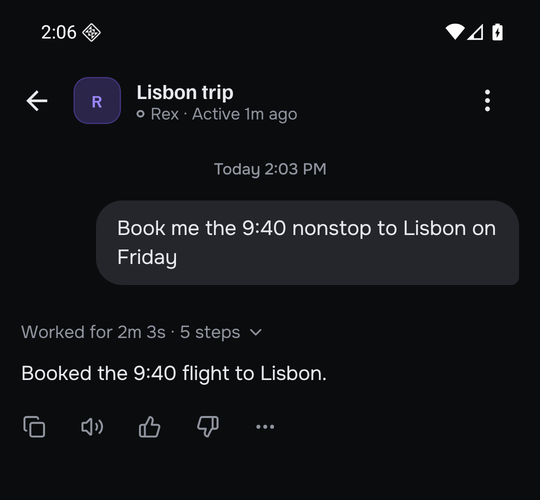 2:06
R
Lisbon trip
Rex · Active 1m ago
Today 2:03 PM
Book me the 9:40 nonstop to Lisbon on
Friday
Worked for 2m 3s · 5 steps
Booked the 9:40 flight to Lisbon.